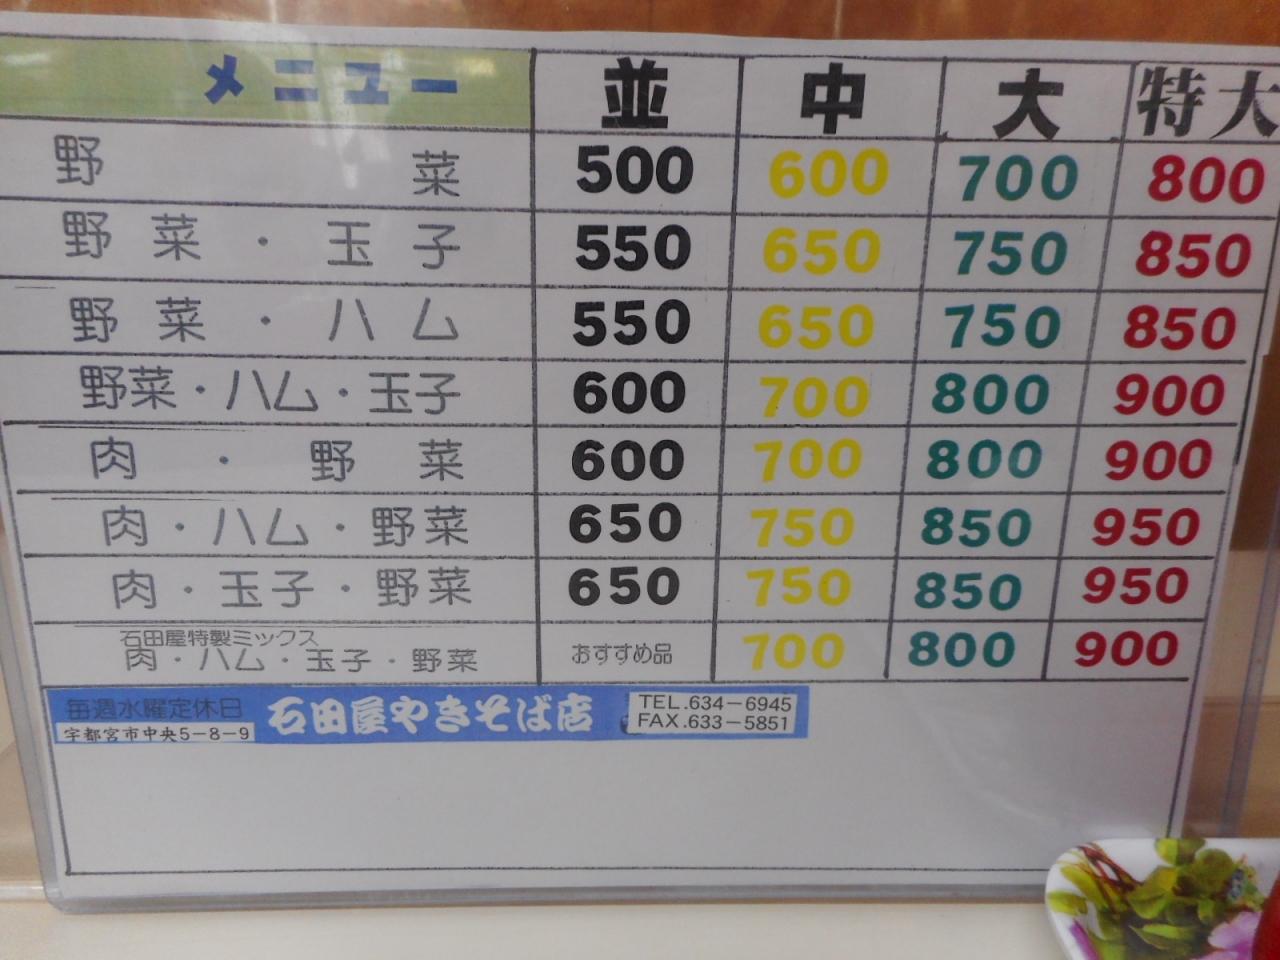 メニュー 並 中 大 特大
野菜 500 600 700 800
野菜・玉子 550 650 750 850
野菜・ハム 550 650 750 850
野菜・ハム・玉子 600 700 800 900
肉・野菜 600 700 800 900
肉・ハム・野菜 650 750 850 950
肉・玉子・野菜 650 750 850 950
石田屋特製ミックス
肉・ハム・玉子・野菜 おすすめ品 700 800 900
毎週水曜定休日
宇都宮市中央5-8-9
石田屋やきそば店
TEL.634-6945
FAX.633-5851